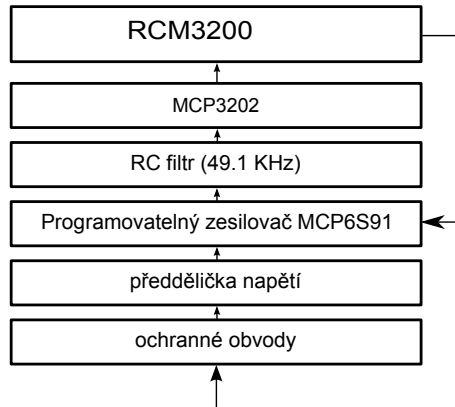 RCM3200
MCP3202
RC filtr (49.1 KHz)
Programovatelný zesilovač MCP6S91
předdělička napětí
ochranné obvody